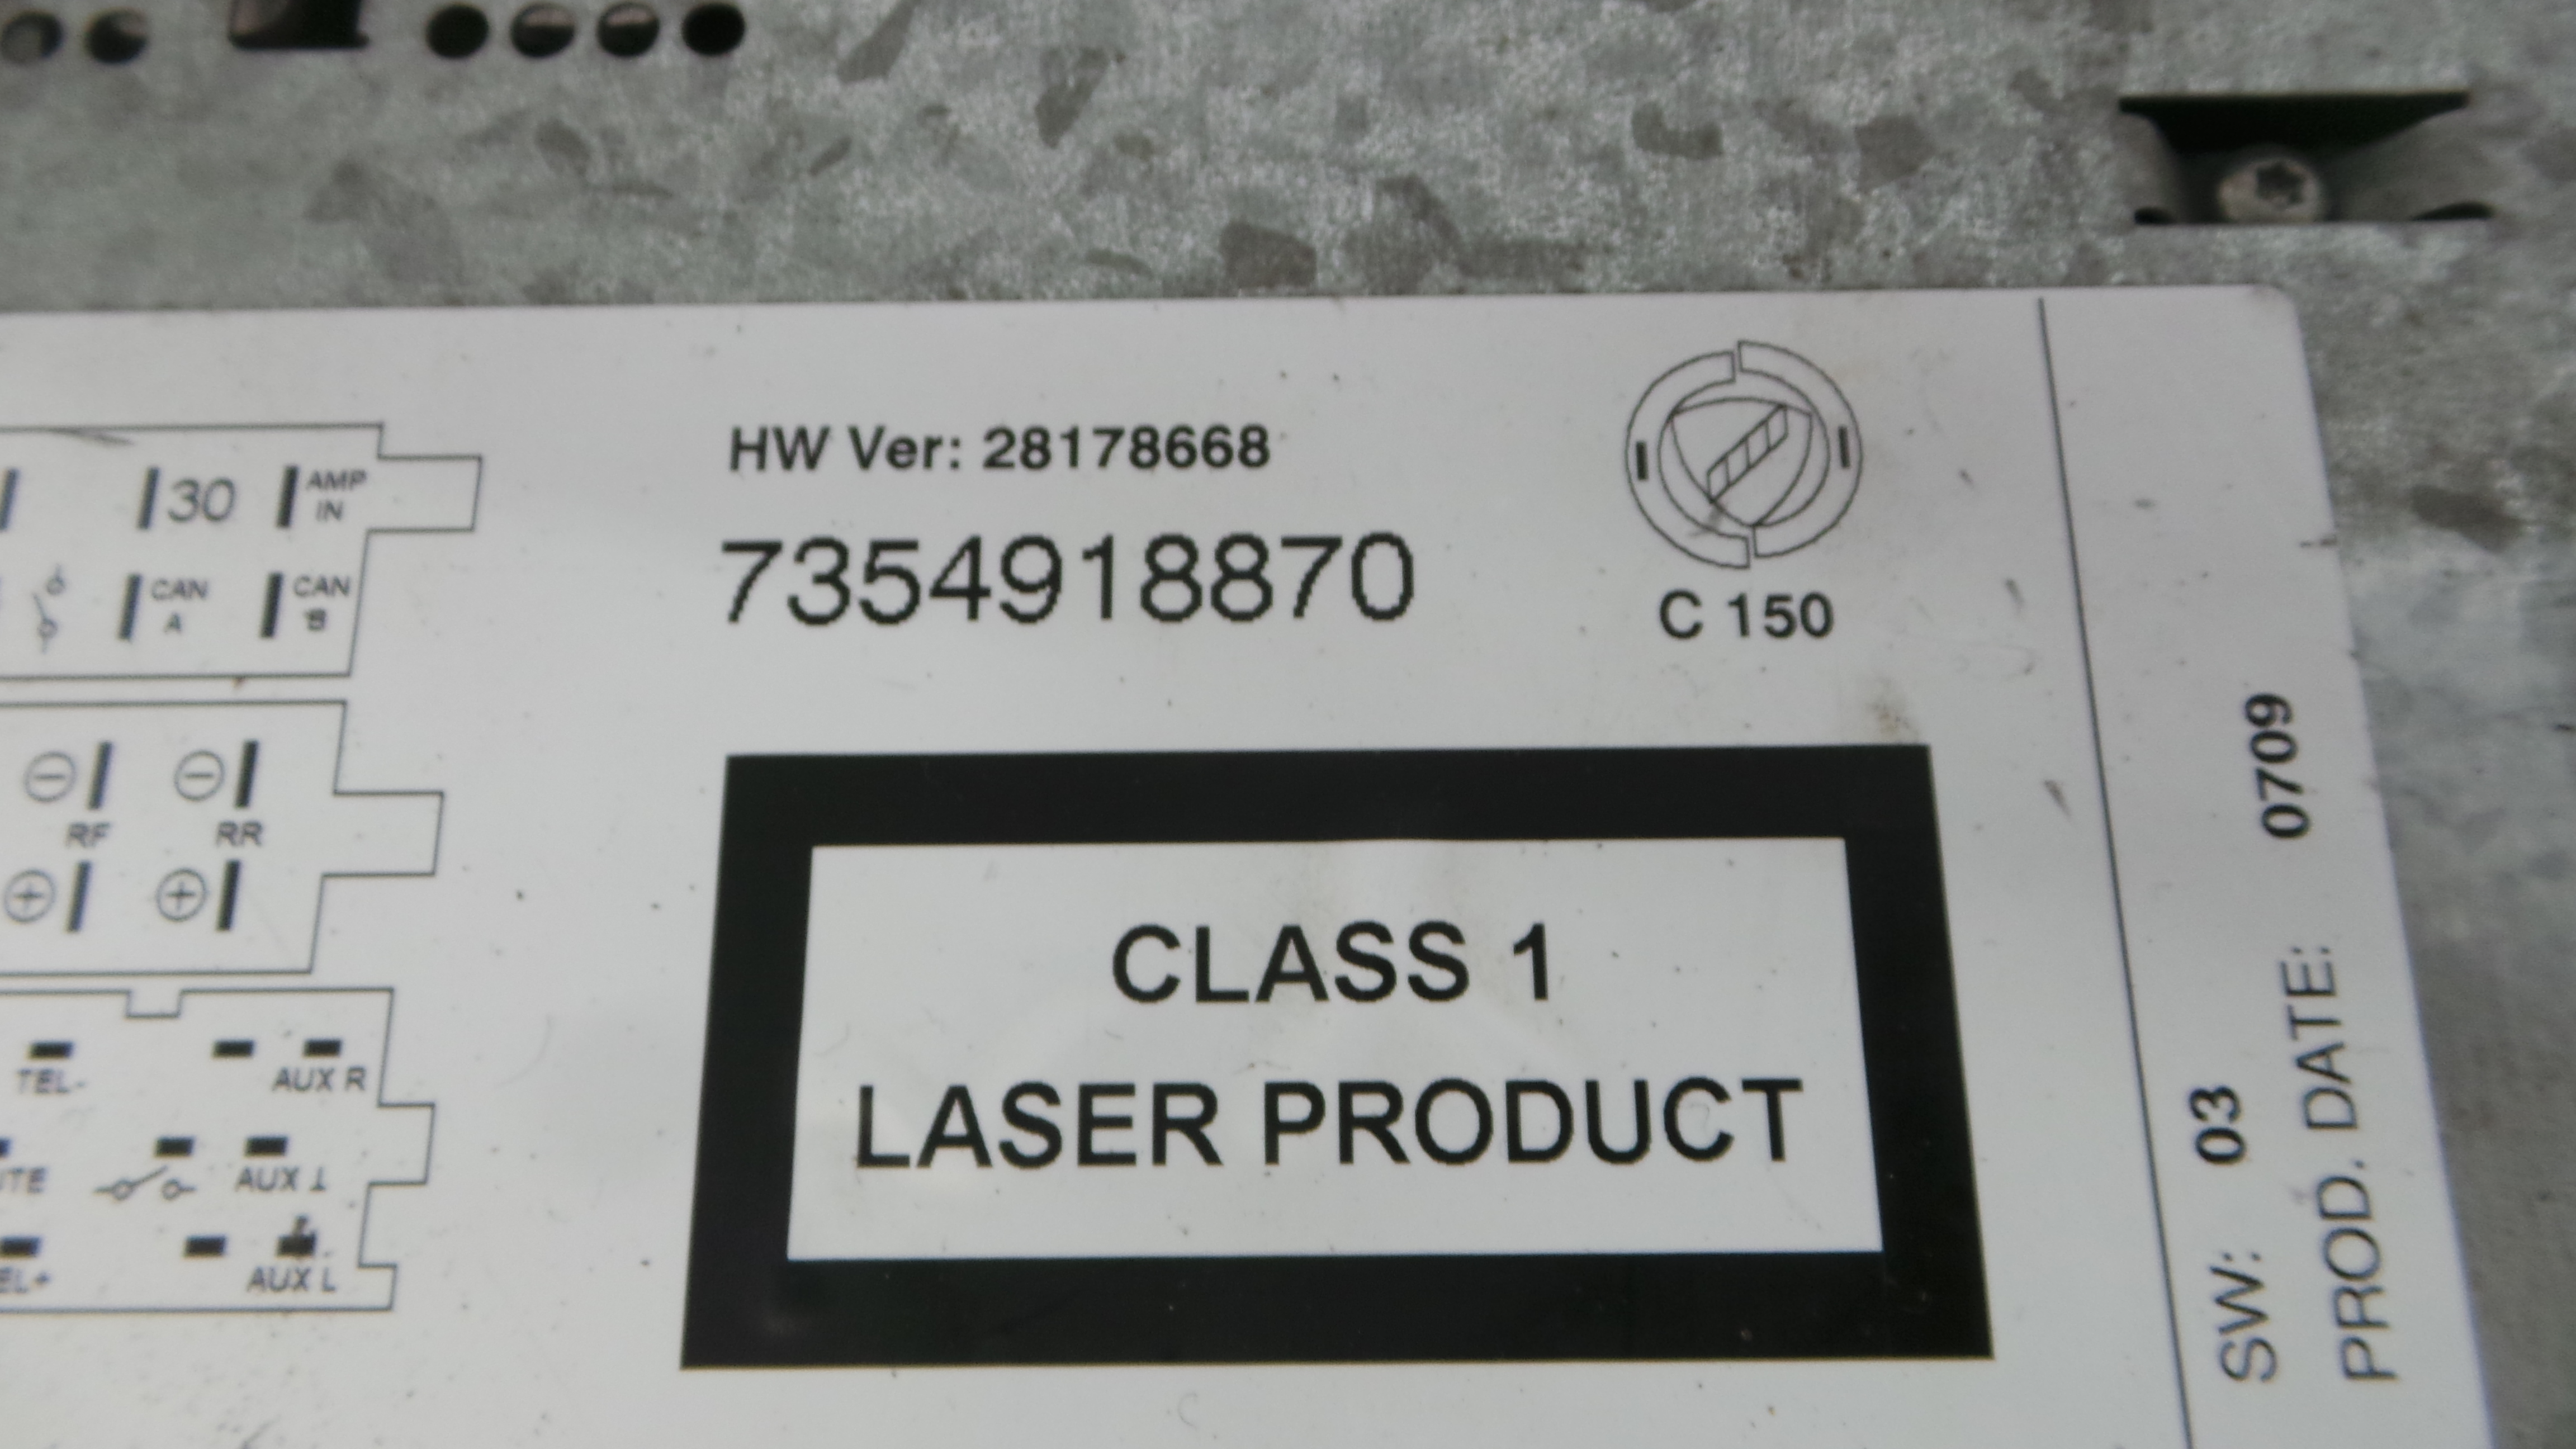 HW Ver: 28178668
7354918870
C 150
30
AMP
IN
CAN
A
CAN
B
RF
RR
TEL-
AUX R
AUX ⊥
AUX L
CLASS 1
LASER PRODUCT
SW: 03
PROD. DATE: 0709